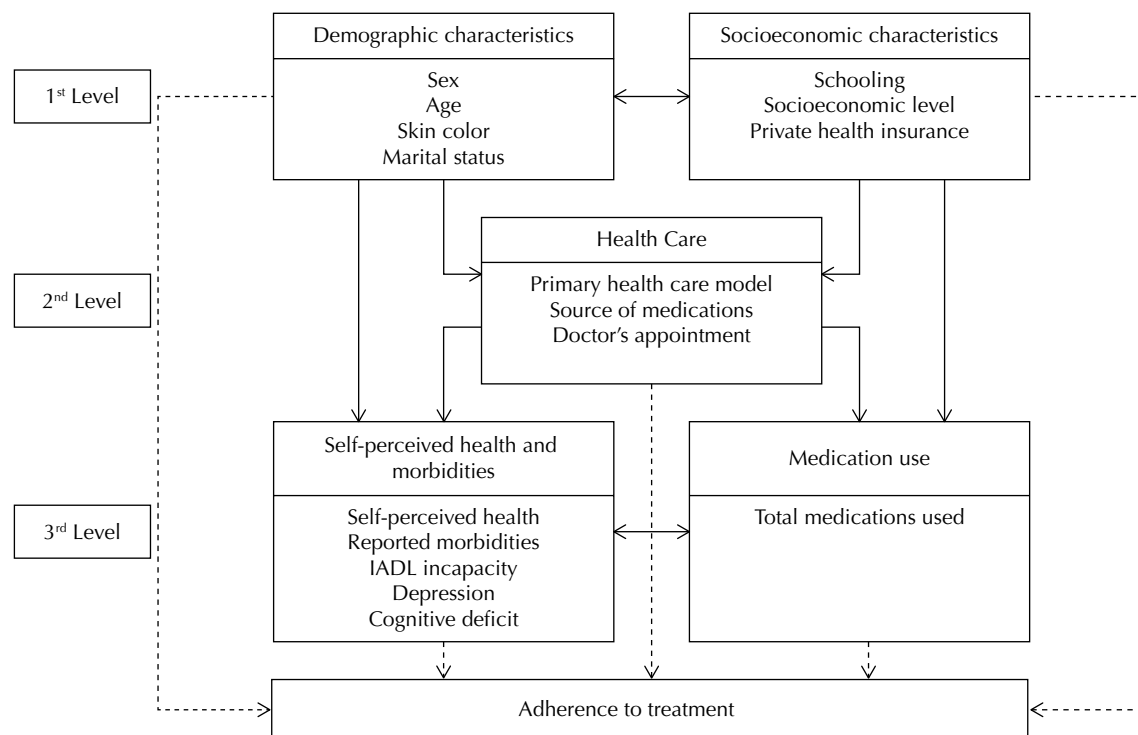 Demographic characteristics
Sex
Age
Skin color
Marital status
Socioeconomic characteristics
Schooling
Socioeconomic level
Private health insurance
1st Level
Health Care
Primary health care model
Source of medications
Doctor’s appointment
2nd Level
Self-perceived health and
morbidities
Self-perceived health
Reported morbidities
IADL incapacity
Depression
Cognitive deficit
Medication use
Total medications used
3rd Level
Adherence to treatment